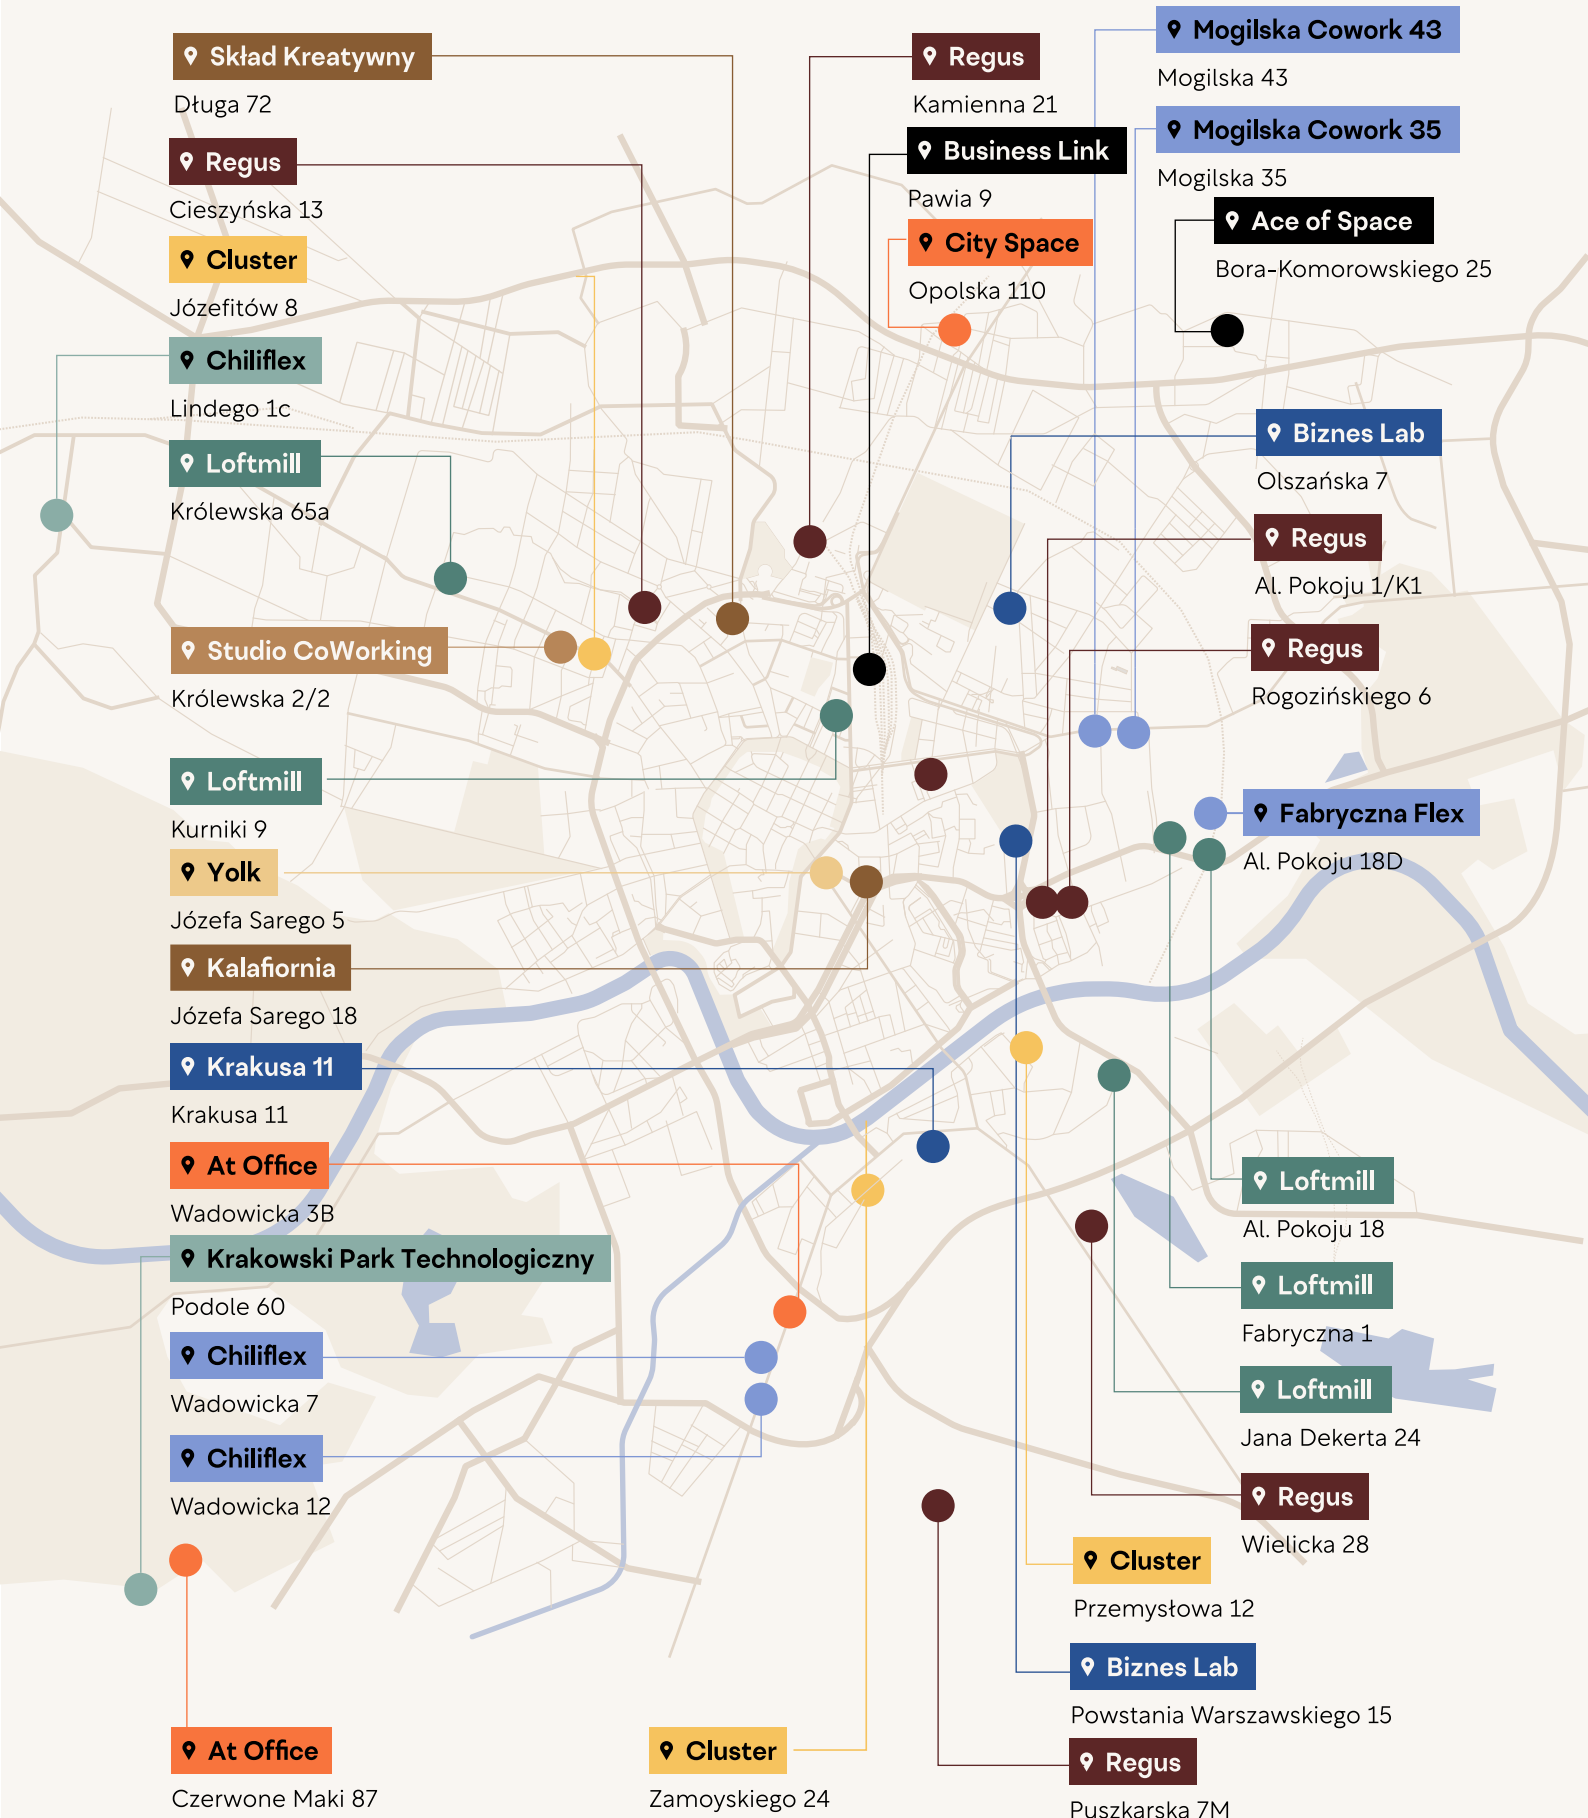 Skład Kreatywny
Długa 72
Regus
Cieszyńska 13
Cluster
Józefitów 8
Chiliflex
Lindego 1c
Loftmill
Królewska 65a
Studio CoWorking
Królewska 2/2
Loftmill
Kurniki 9
Yolk
Józefa Sarego 5
Kalafiornia
Józefa Sarego 18
Krakusa 11
Krakusa 11
At Office
Wadowicka 3B
Krakowski Park Technologiczny
Podole 60
Chiliflex
Wadowicka 7
Chiliflex
Wadowicka 12
At Office
Czerwone Maki 87
Cluster
Zamoyskiego 24
Regus
Kamienna 21
Business Link
Pawia 9
City Space
Opolska 110
Mogilska Cowork 43
Mogilska 43
Mogilska Cowork 35
Mogilska 35
Ace of Space
Bora-Komorowskiego 25
Biznes Lab
Olszańska 7
Regus
Al. Pokoju 1/K1
Regus
Rogozińskiego 6
Fabryczna Flex
Al. Pokoju 18D
Loftmill
Al. Pokoju 18
Loftmill
Fabryczna 1
Loftmill
Jana Dekerta 24
Regus
Wielicka 28
Cluster
Przemysłowa 12
Biznes Lab
Powstania Warszawskiego 15
Regus
Puszkarska 7M